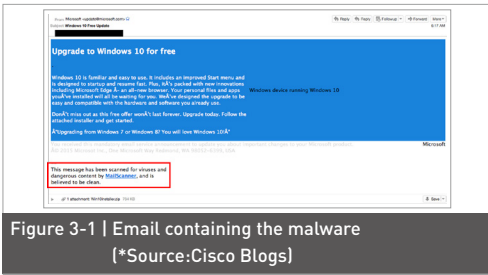 From Microsoft <update@microsoft.com>
Reply Reply Followup Forward More
Subject Windows 10 Free Update
8:17 AM
Upgrade to Windows 10 for free
Windows 10 is familiar and easy to use. It includes an improved Start menu and
is designed to startup and resume fast. Plus, itÂ's packed with new innovations
including Microsoft Edge Â- an all-new browser. Your personal files and apps
youÂ've installed will all be waiting for you. WeÂ've designed the upgrade to be
easy and compatible with the hardware and software you already use.
Windows device running Windows 10
DonÂ't miss out as this free offer wonÂ't last forever. Upgrade today. Follow the
attached installer and get started.
Â"Upgrading from Windows 7 or Windows 8? You will love Windows 10!Â"
Microsoft
This message has been scanned for viruses and
dangerous content by MailScanner, and is
believed to be clean.
1 attachment: Win10Installer.zip
Save
Figure 3-1 | Email containing the malware
(*Source:Cisco Blogs)